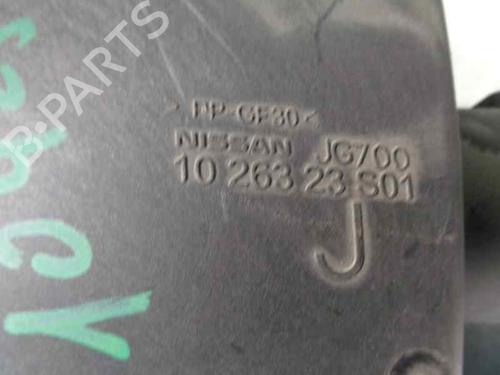 >PP-GF30<
NISSAN JG700
10 263 23 S01
J
B-PARTS